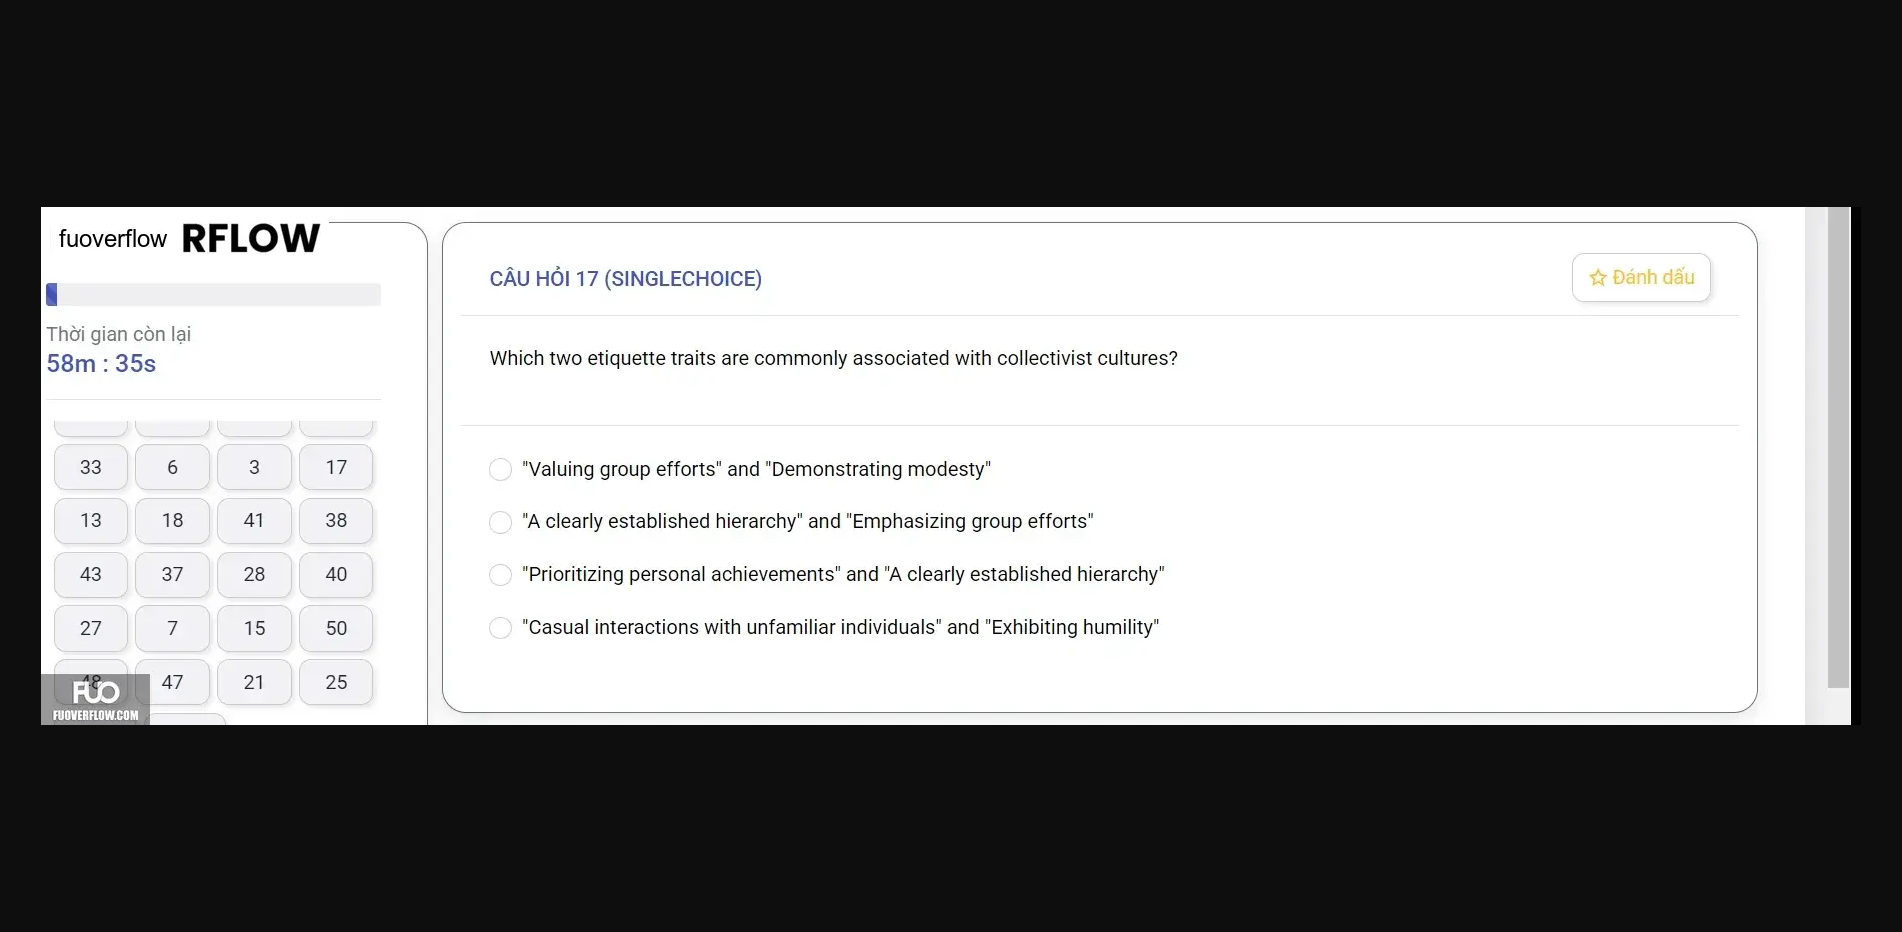 fuoverflow RFLOW
Thời gian còn lại
58m : 35s
33 6 3 17
13 18 41 38
43 37 28 40
27 7 15 50
48 47 21 25
FUO
FUOVERFLOW.COM
CÂU HỎI 17 (SINGLECHOICE)
Đánh dấu
Which two etiquette traits are commonly associated with collectivist cultures?
"Valuing group efforts" and "Demonstrating modesty"
"A clearly established hierarchy" and "Emphasizing group efforts"
"Prioritizing personal achievements" and "A clearly established hierarchy"
"Casual interactions with unfamiliar individuals" and "Exhibiting humility"